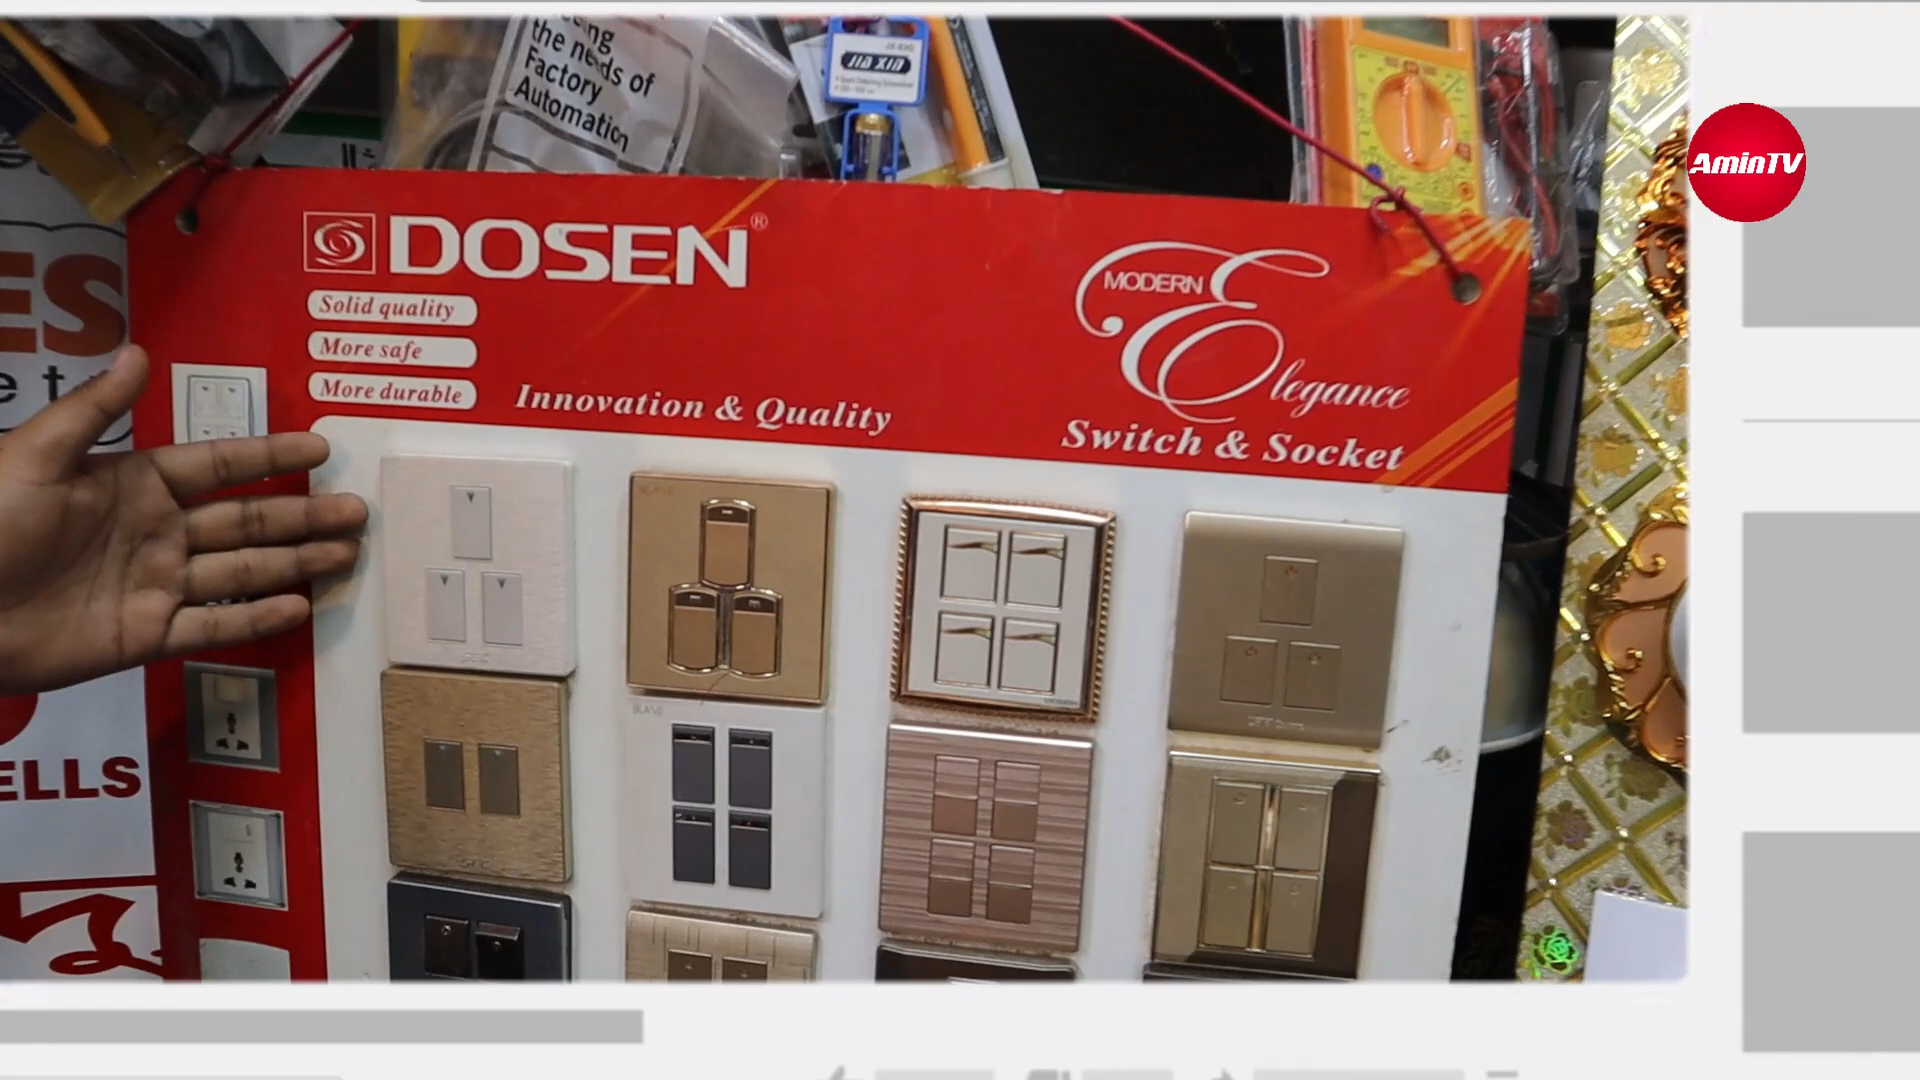 the needs of
Factory
Automation
JIA XIN
AminTV
DOSEN®
Solid quality
More safe
More durable
Innovation & Quality
MODERN
Elegance
Switch & Socket
ES
ELLS